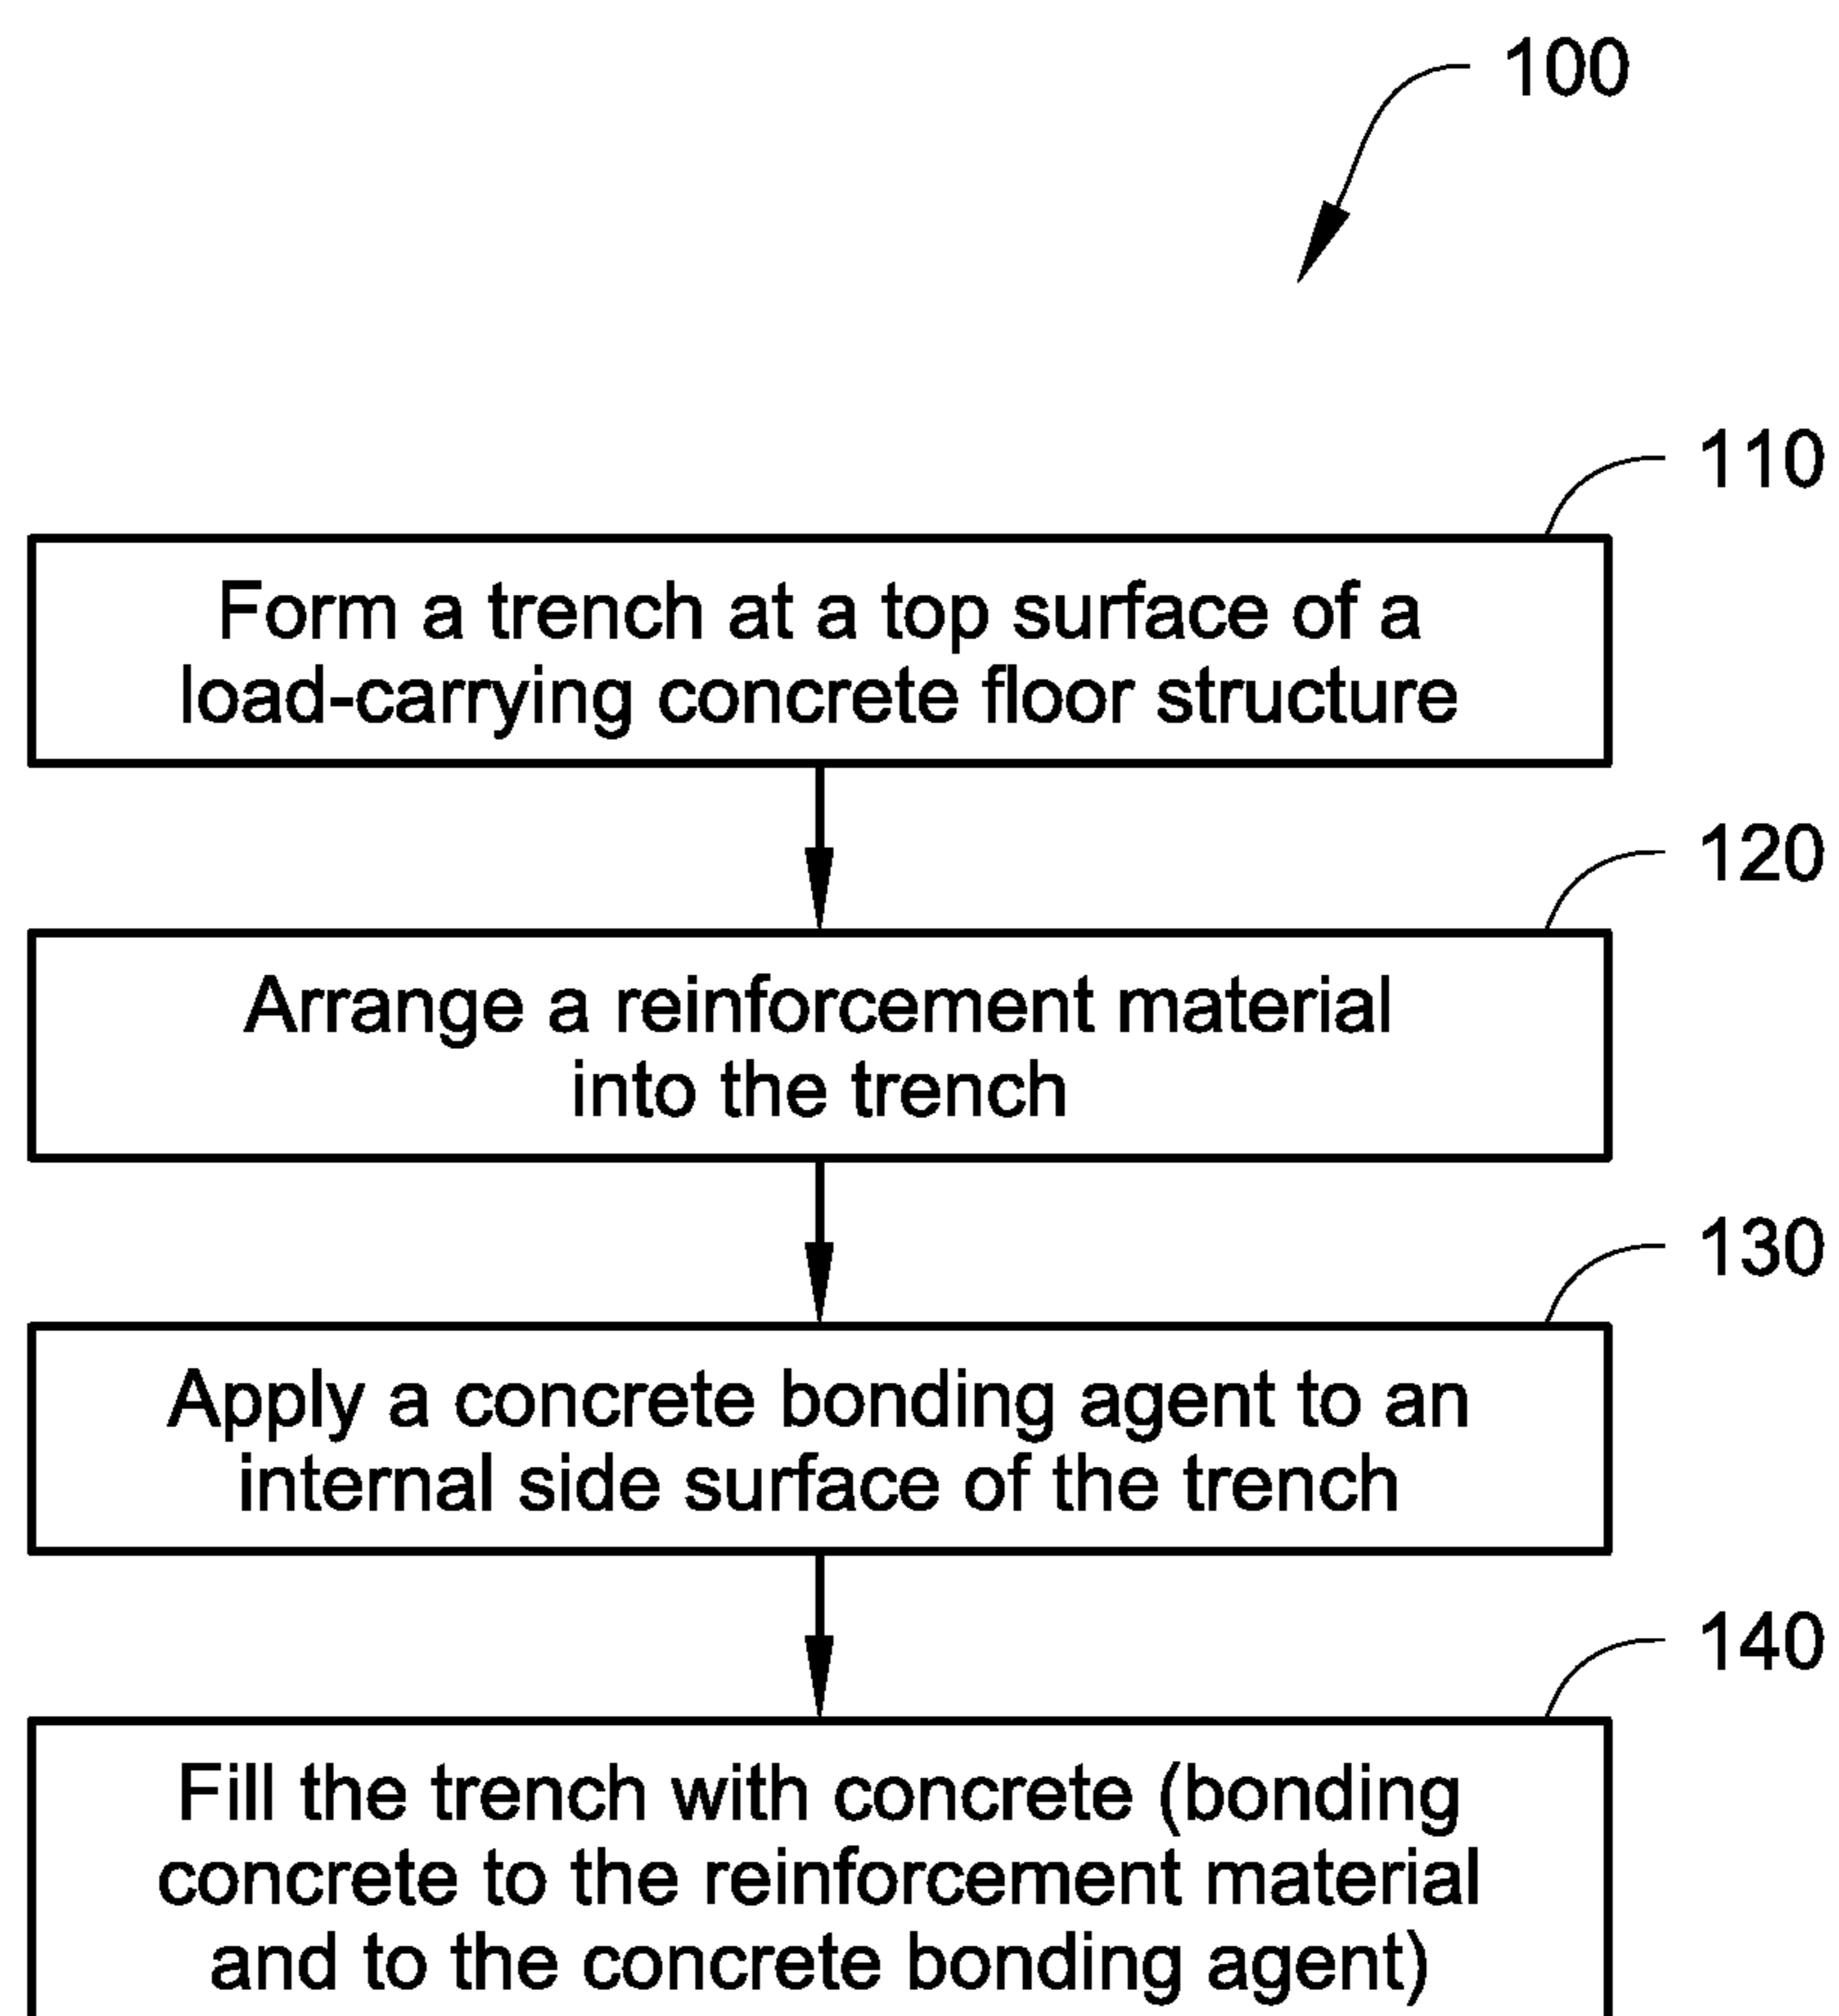 100
110
Form a trench at a top surface of a
load-carrying concrete floor structure
120
Arrange a reinforcement material
into the trench
130
Apply a concrete bonding agent to an
internal side surface of the trench
140
Fill the trench with concrete (bonding
concrete to the reinforcement material
and to the concrete bonding agent)